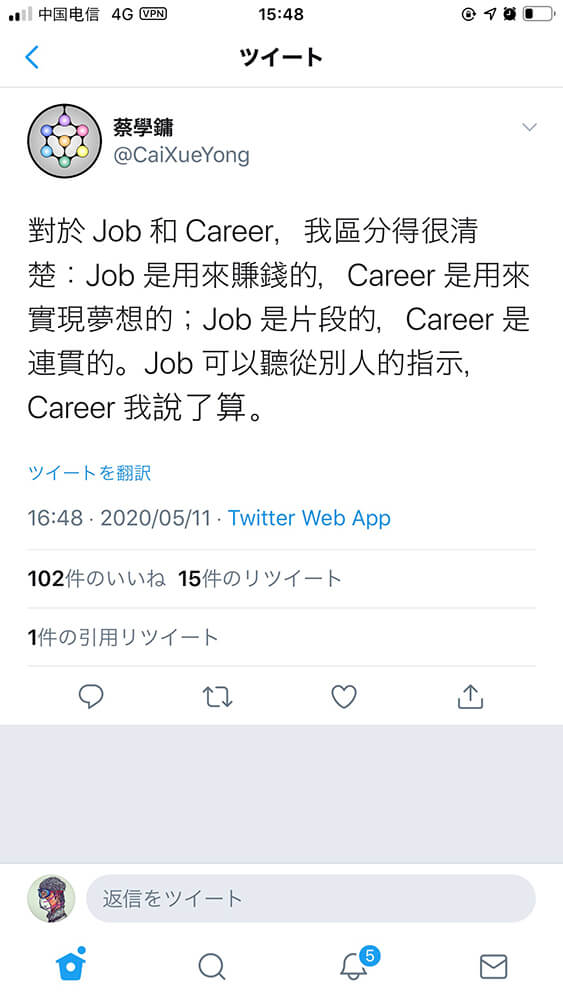 中国电信 4G VPN 15:48
ツイート
蔡學鏞
@CaiXueYong
對於 Job 和 Career，我區分得很清
楚：Job 是用來賺錢的，Career 是用來
實現夢想的；Job 是片段的，Career 是
連貫的。Job 可以聽從別人的指示，
Career 我說了算。
ツイートを翻訳
16:48 · 2020/05/11 · Twitter Web App
102件のいいね 15件のリツイート
1件の引用リツイート
返信をツイート
5